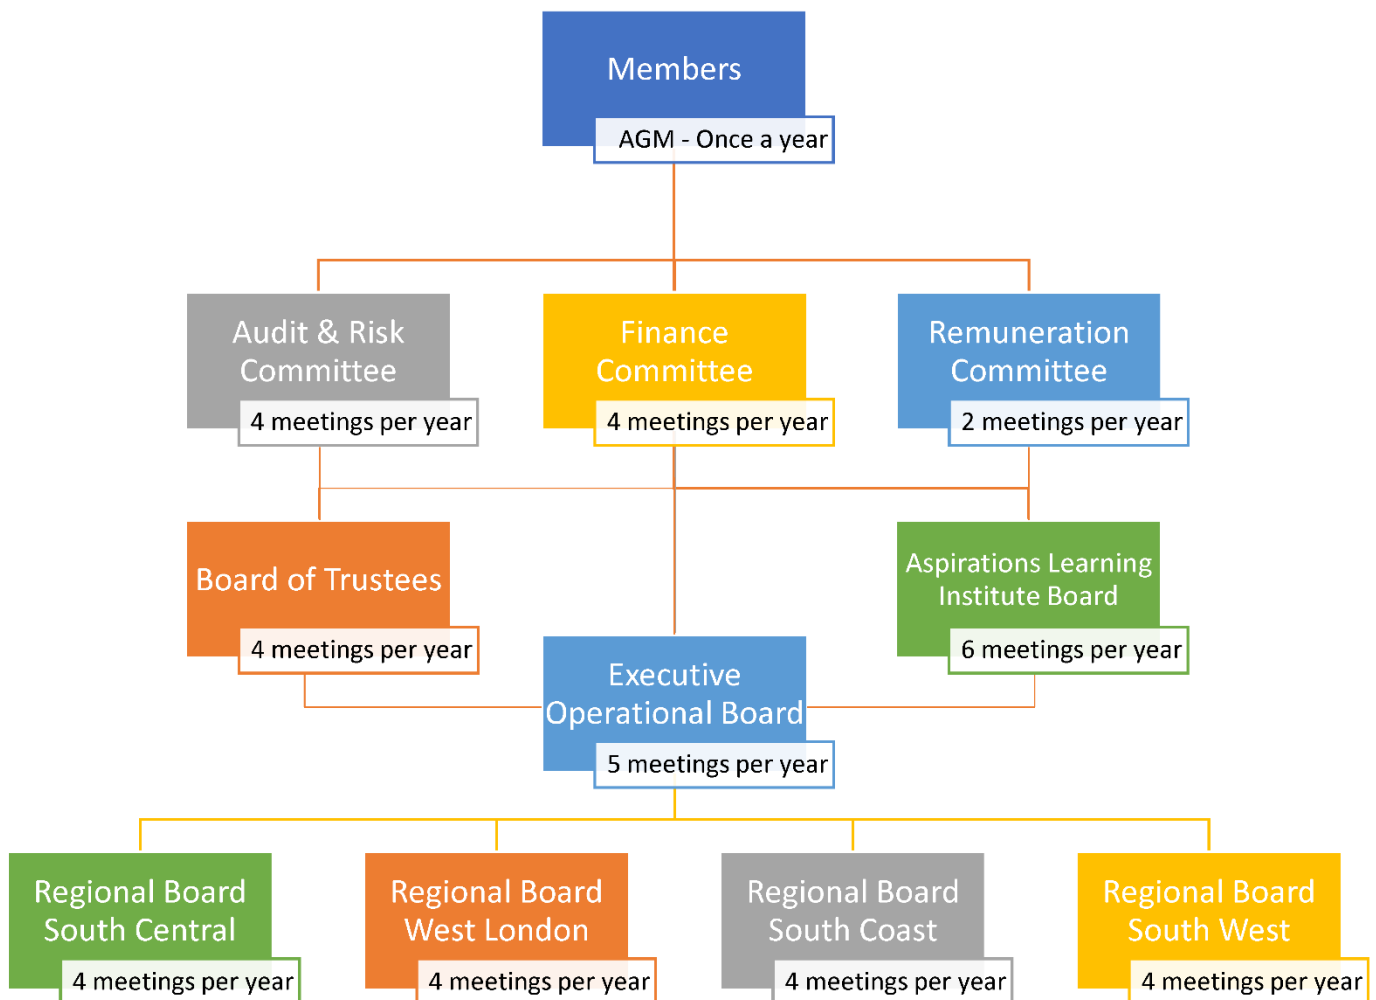 Members
AGM - Once a year
Audit & Risk
Committee
4 meetings per year
Finance
Committee
4 meetings per year
Remuneration
Committee
2 meetings per year
Board of Trustees
4 meetings per year
Aspirations Learning
Institute Board
6 meetings per year
Executive
Operational Board
5 meetings per year
Regional Board
South Central
4 meetings per year
Regional Board
West London
4 meetings per year
Regional Board
South Coast
4 meetings per year
Regional Board
South West
4 meetings per year